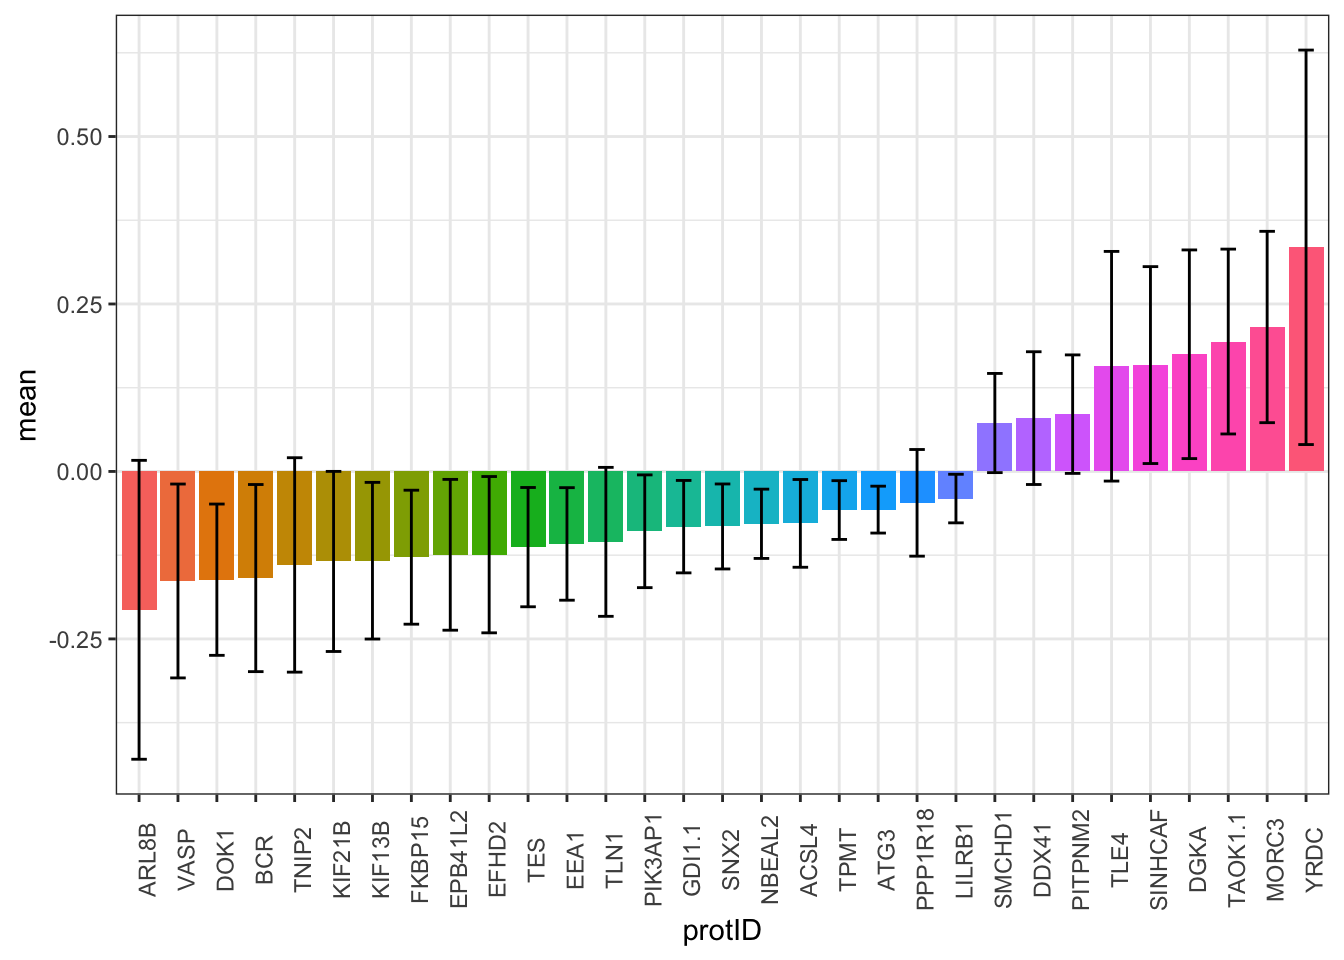 mean
0.50
0.25
0.00
-0.25
ARL8B
VASP
DOK1
BCR
TNIP2
KIF21B
KIF13B
FKBP15
EPB41L2
EFHD2
TES
EEA1
TLN1
PIK3AP1
GDI1.1
SNX2
NBEAL2
ACSL4
TPMT
ATG3
PPP1R18
LILRB1
SMCHD1
DDX41
PITPNM2
TLE4
SINHCAF
DGKA
TAOK1.1
MORC3
YRDC
protID